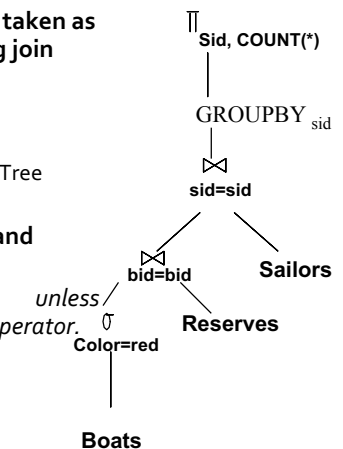 taken as
g join
Tree
and
unless
perator.
π
Sid, COUNT(*)
GROUPBY sid
⋈
sid=sid
⋈
bid=bid
Sailors
σ
Color=red
Reserves
Boats